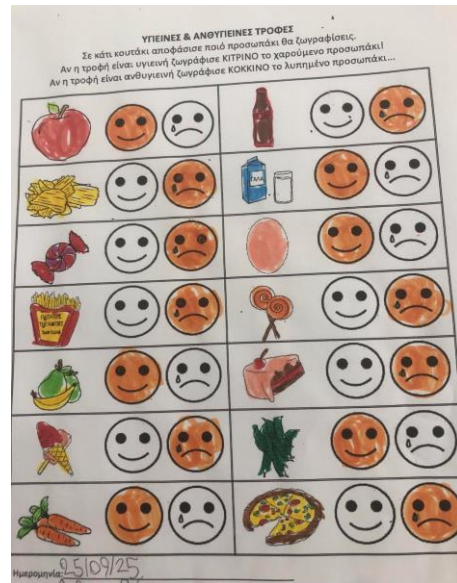 ΥΓΙΕΙΝΕΣ & ΑΝΘΥΓΙΕΙΝΕΣ ΤΡΟΦΕΣ
Σε κάτι κουτάκι αποφάσισε ποιό προσωπάκι θα ζωγραφίσεις.
Αν η τροφή είναι υγιεινή ζωγράφισε ΚΙΤΡΙΝΟ το χαρούμενο προσωπάκι!
Αν η τροφή είναι ανθυγιεινή ζωγράφισε ΚΟΚΚΙΝΟ το λυπημένο προσωπάκι...
ΓΑΛΑ
Ημερομηνία: 25/09/25